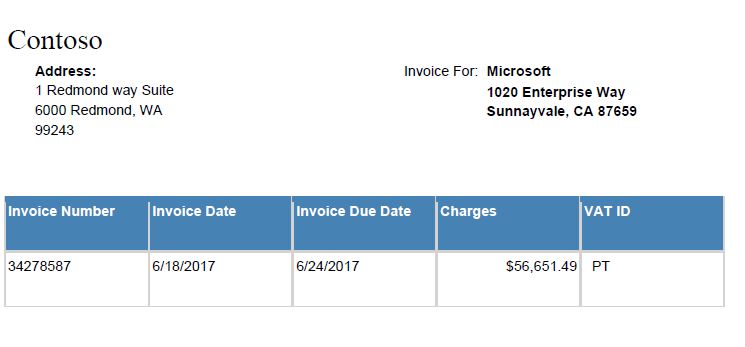 Contoso
Address:
1 Redmond way Suite
6000 Redmond, WA
99243
Invoice For: Microsoft
1020 Enterprise Way
Sunnayvale, CA 87659
Invoice Number Invoice Date Invoice Due Date Charges VAT ID
34278587 6/18/2017 6/24/2017 $56,651.49 PT